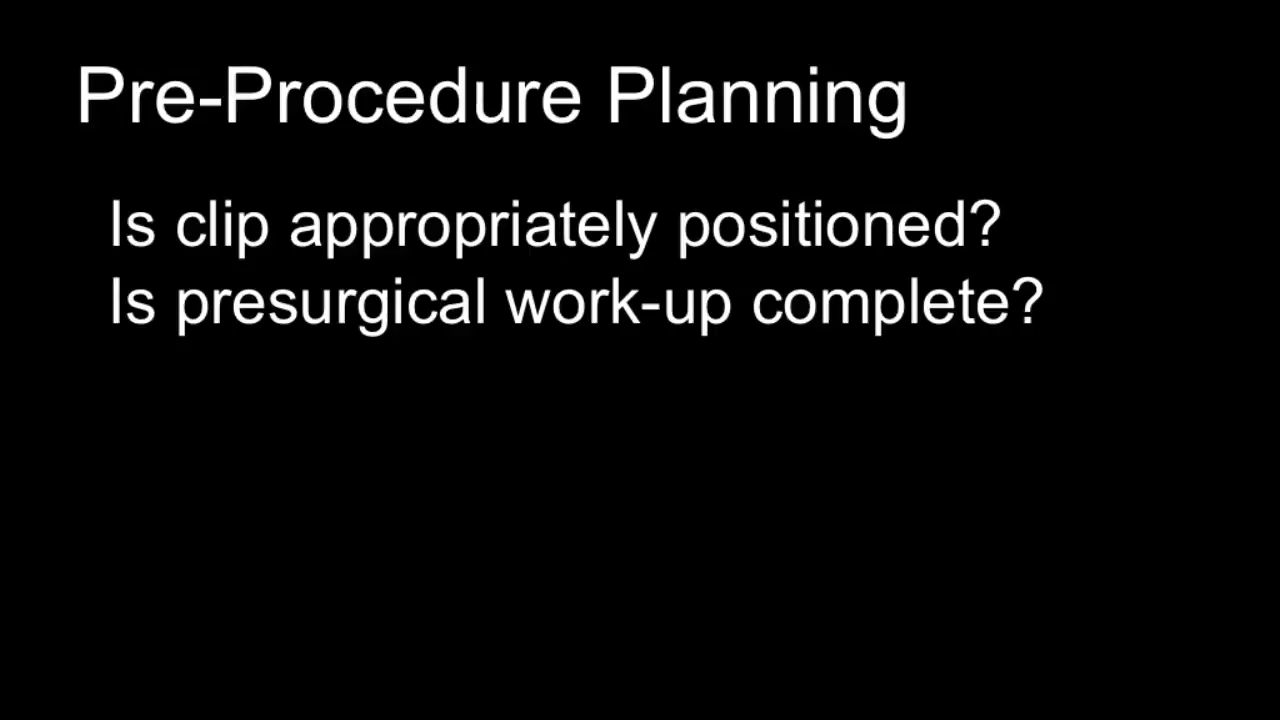 Pre-Procedure Planning
Is clip appropriately positioned?
Is presurgical work-up complete?